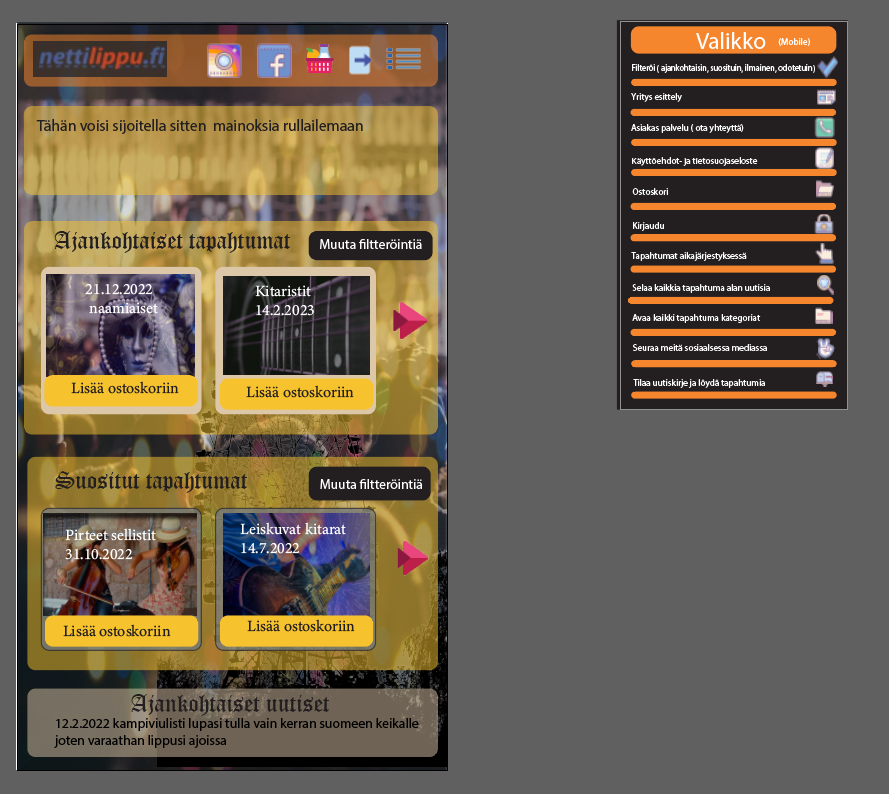 nettilippu.fi
Tähän voisi sijoitella sitten mainoksia rullailemaan
Ajankohtaiset tapahtumat
Muuta filtteröintiä
21.12.2022
naamiaiset
Kitaristit
14.2.2023
Lisää ostoskoriin
Lisää ostoskoriin
Suositut tapahtumat
Muuta filtteröintiä
Pirteet sellistit
31.10.2022
Leiskuvat kitarat
14.7.2022
Lisää ostoskoriin
Lisää ostoskoriin
Ajankohtaiset uutiset
12.2.2022 kampiviulisti lupasi tulla vain kerran suomeen keikalle
joten varaathan lippusi ajoissa
Valikko (Mobile)
Filteröi ( ajankohtaisin, suosituin, ilmainen, odotetuin)
Yritys esittely
Asiakas palvelu ( ota yhteyttä)
Käyttöehdot- ja tietosuojaseloste
Ostoskori
Kirjaudu
Tapahtumat aikajärjestyksessä
Selaa kaikkia tapahtuma alan uutisia
Avaa kaikki tapahtuma kategoriat
Seuraa meitä sosiaalsessa mediassa
Tilaa uutiskirje ja löydä tapahtumia